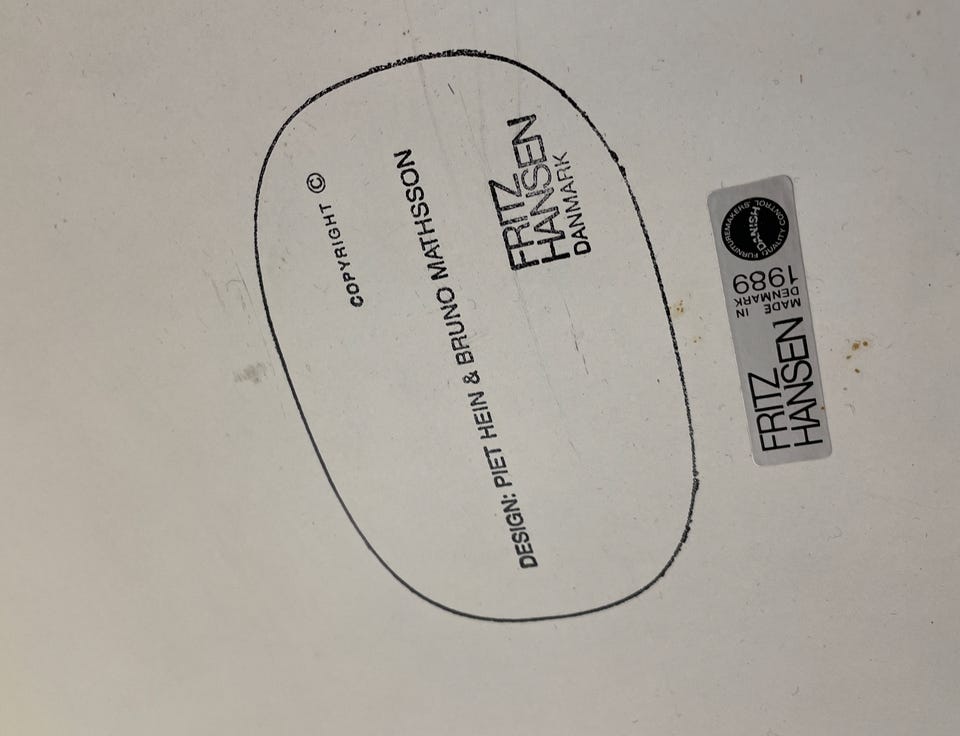 COPYRIGHT ©
DESIGN: PIET HEIN & BRUNO MATHSSON
FRITZ
HANSEN
DANMARK
FRITZ
HANSEN
MADE
IN
DENMARK
1989
FURNITUREMAKERS'
DANISH
QUALITY CONTROL